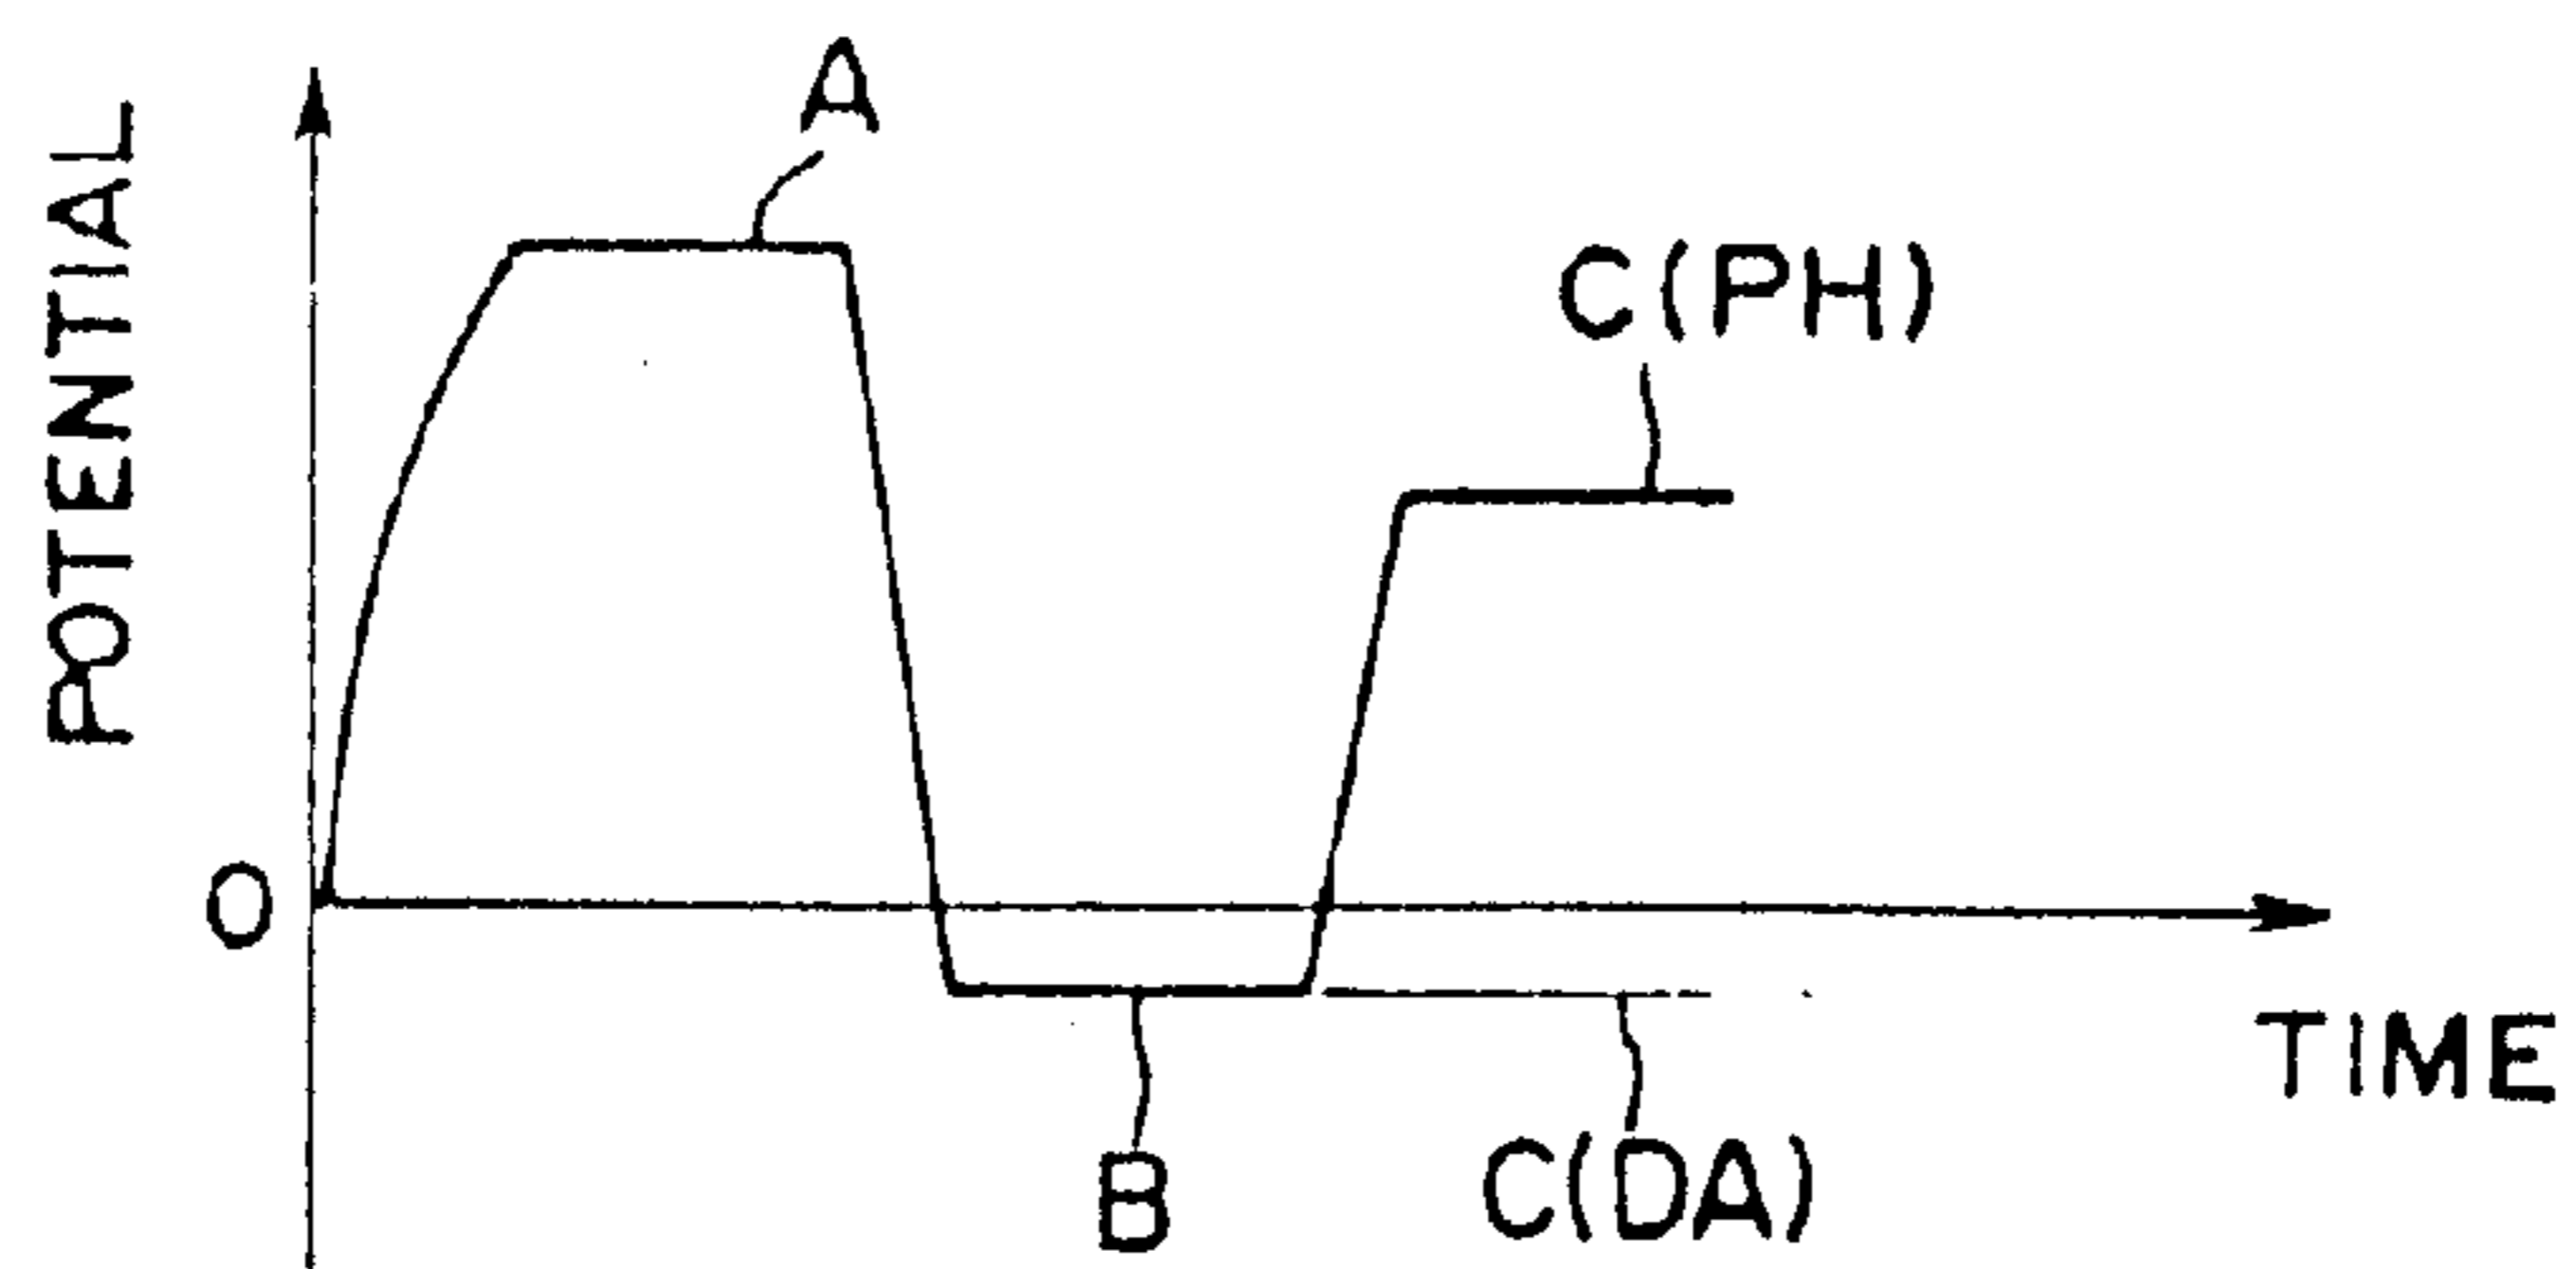 POTENTIAL
A
C(PH)
O
TIME
B
C(DA)